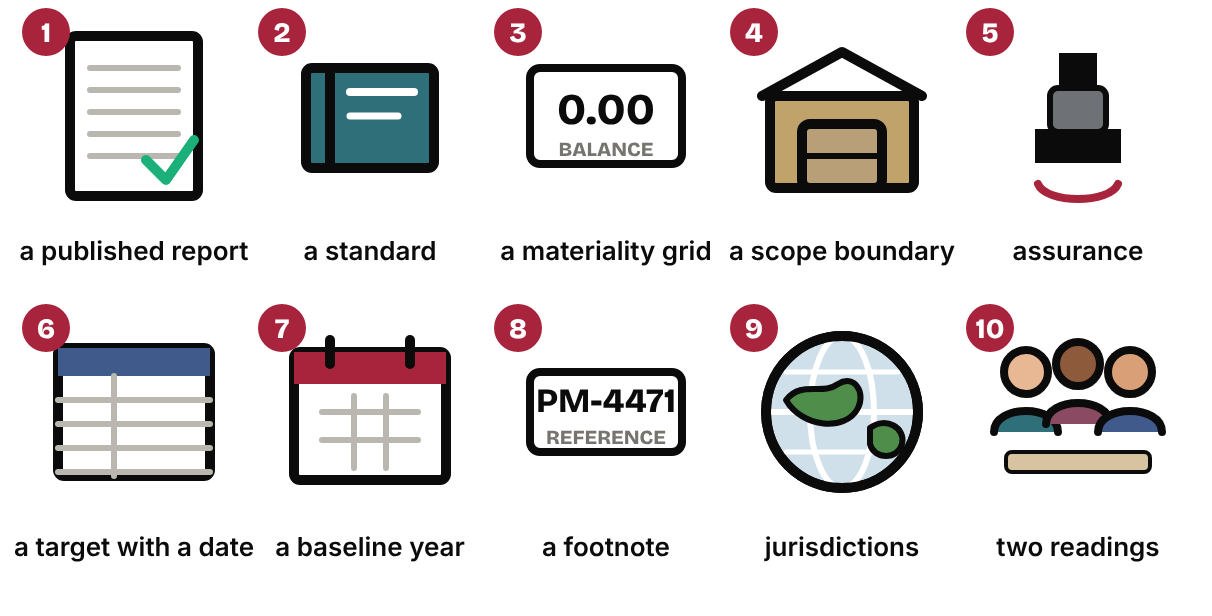 1
2
3
4
5
0.00
BALANCE
a published report
a standard
a materiality grid
a scope boundary
assurance
6
7
8
9
10
PM-4471
REFERENCE
a target with a date
a baseline year
a footnote
jurisdictions
two readings